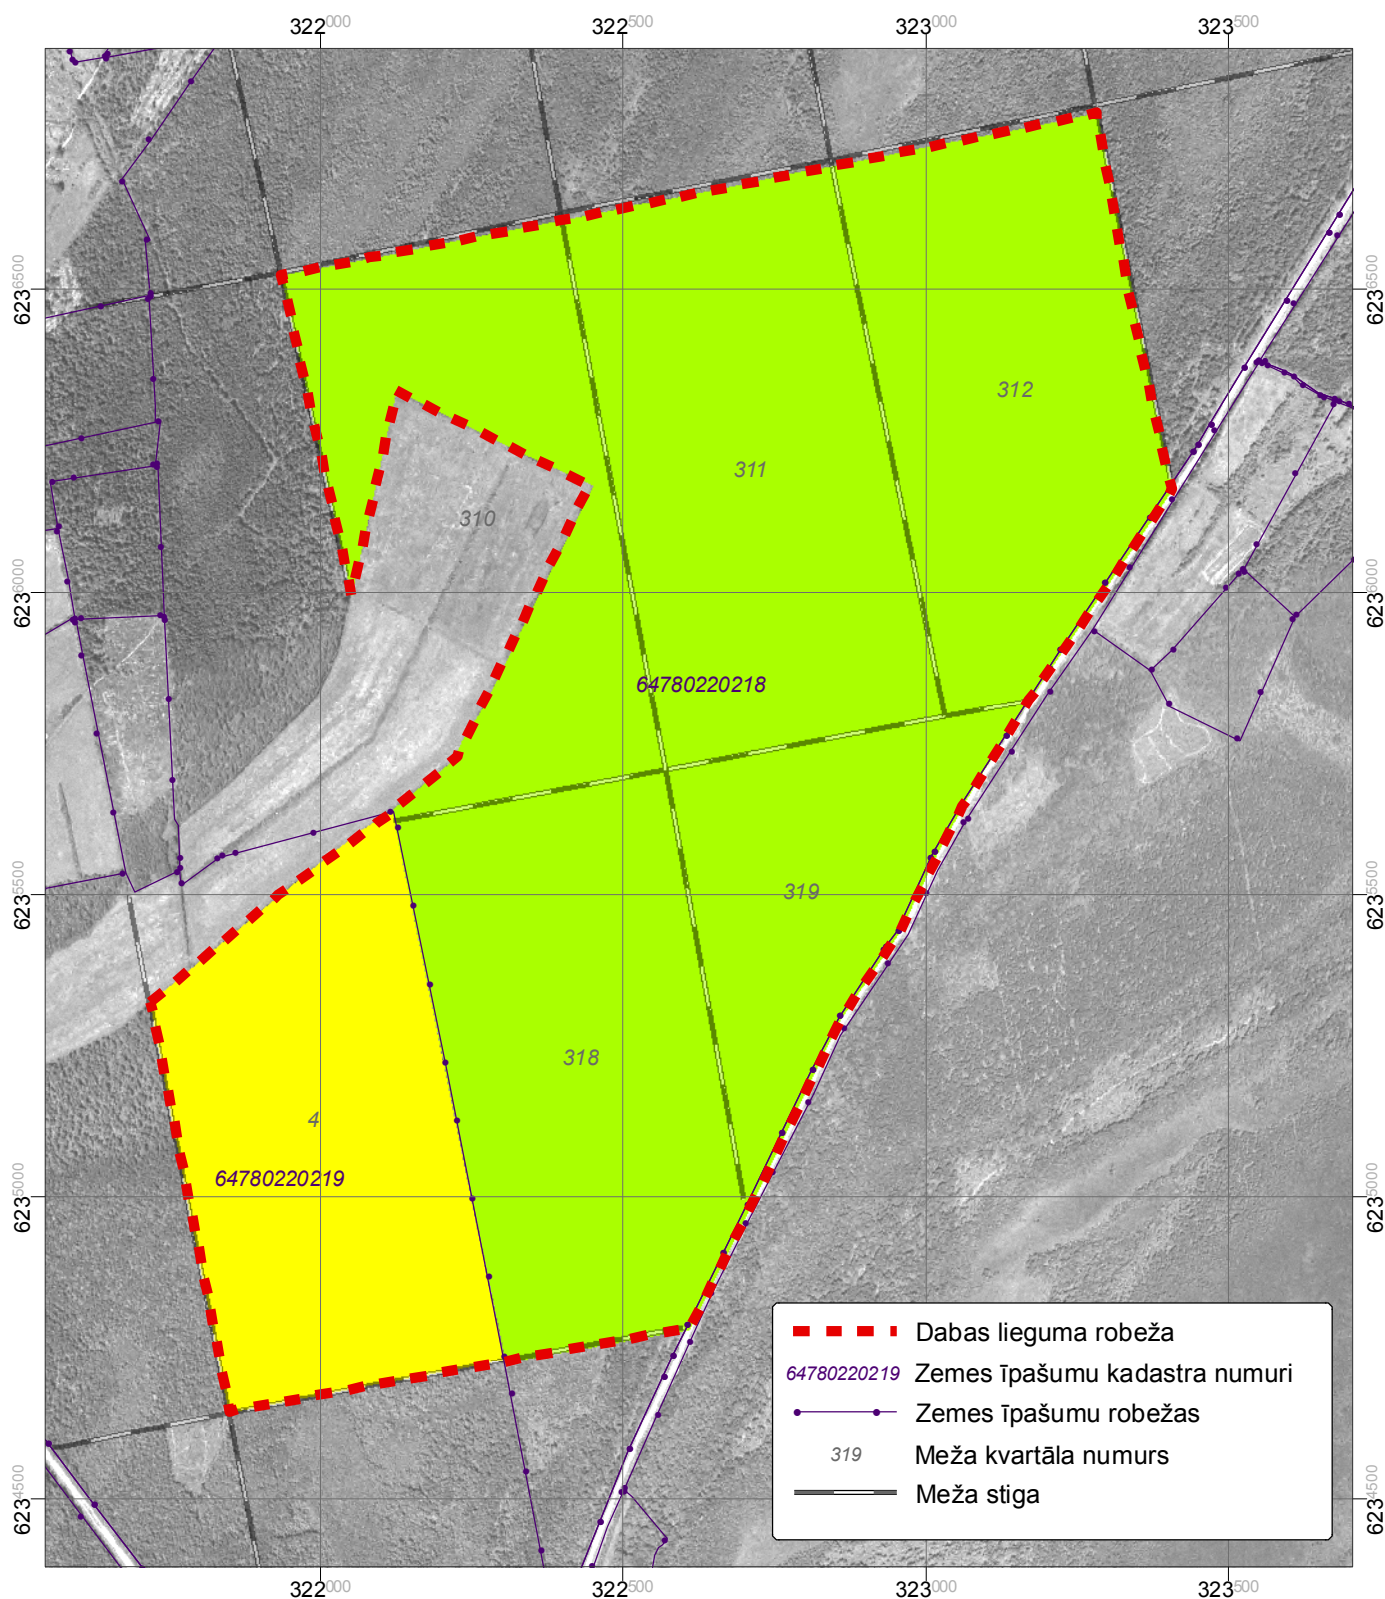 322000 322500 323000 323500
6236500 6236500
312
311
310
6236000 6236000
64780220218
6235500 6235500
319
318
4
64780220219
6235000 6235000
Dabas lieguma robeža
64780220219 Zemes īpašumu kadastra numuri
Zemes īpašumu robežas
319 Meža kvartāla numurs
Meža stiga
6234500 6234500
322000 322500 323000 323500